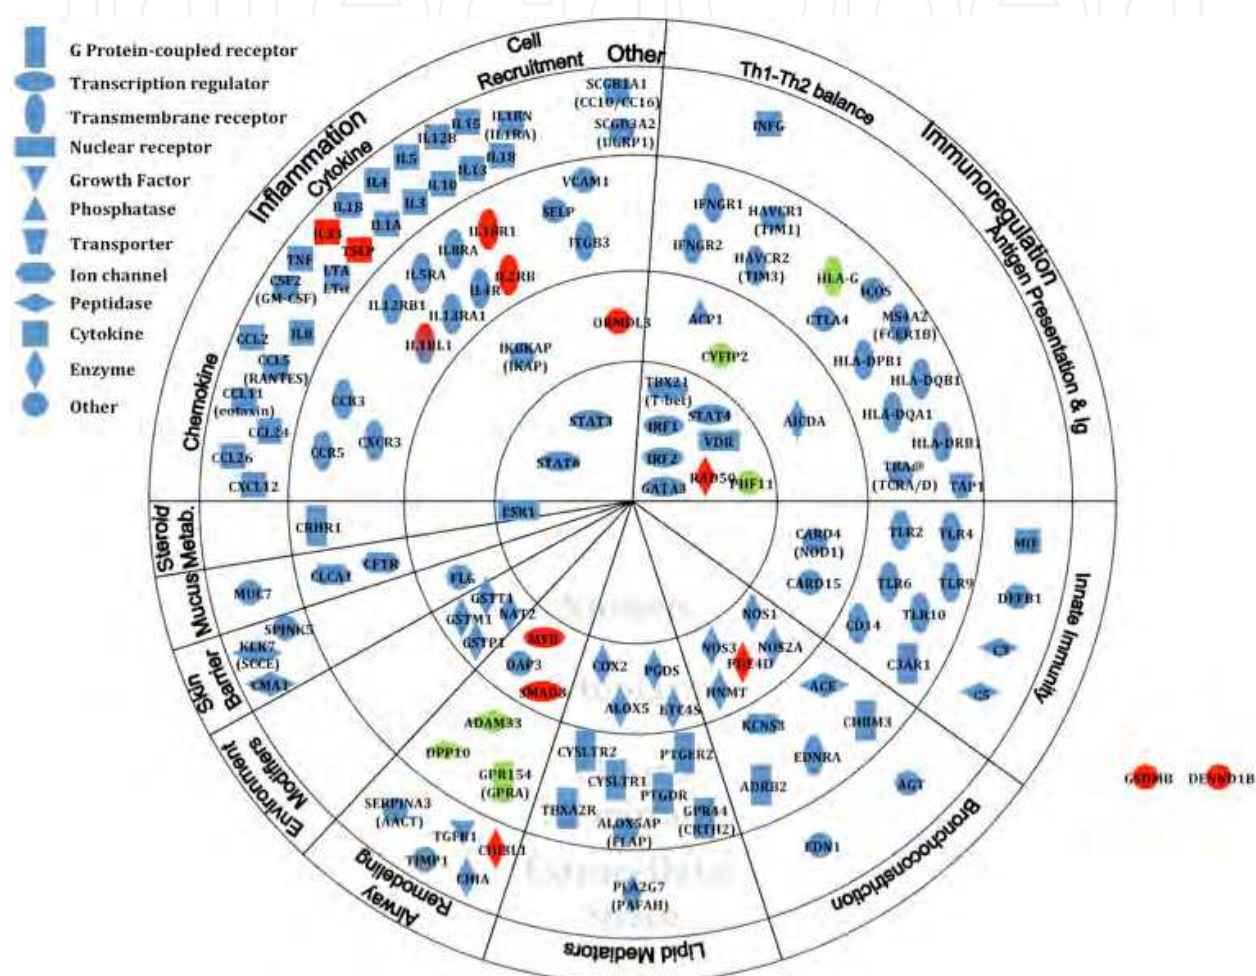 G Protein-coupled receptor
Transcription regulator
Transmembrane receptor
Nuclear receptor
Growth Factor
Phosphatase
Transporter
Ion channel
Peptidase
Cytokine
Enzyme
Other
Inflammation
Cell
Recruitment
Other
Cytokine
Chemokine
Th1-Th2 balance
Immunoregulation
Antigen Presentation & Ig
Innate Immunity
Bronchoconstriction
Lipid Mediators
Airway
Remodeling
Environment
Modifiers
Skin
Barrier
Mucus
Steroid
Metab.
SCGB1A1
(CC10/CC16)
SCGB3A2
(UGRP1)
IL15
IL1RN
(IL1RA)
IL12B
IL18
IL5
IL13
IL4
IL10
IL1B
IL3
IL1A
IL33
TSLP
TNF
LTA
LTα
CSF2
(GM-CSF)
CCL2
IL8
CCL5
(RANTES)
CCL11
(eotaxin)
CCL24
CCL26
CXCL12
VCAM1
SELP
ITGB3
IL18R1
IL8RA
IL5RA
IL2RB
IL4R
IL12RB1
IL13RA1
IL1RL1
CCR3
CXCR3
CCR5
ORMDL3
IKBKAP
(IKAP)
STAT3
STAT6
ESR1
INFG
IFNGR1
HAVCR1
(TIM1)
IFNGR2
HAVCR2
(TIM3)
HLA-G
ICOS
CTLA4
MS4A2
(FCER1B)
HLA-DPB1
HLA-DQB1
HLA-DQA1
HLA-DRB1
TRA@
(TCRA/D)
TAP1
ACP1
CYFIP2
AICDA
TBX21
(T-bet)
IRF1
STAT4
VDR
IRF2
RAD50
PHF11
GATA3
CARD4
(NOD1)
CARD15
TLR2
TLR4
TLR6
TLR9
TLR10
CD14
C3AR1
MIF
DEFB1
C3
C5
NOS1
NOS3
NOS2A
PDE4D
HNMT
ACE
KCNS3
CHRM3
EDNRA
ADRB2
AGT
EDN1
GSDMB
DENND1B
COX2
PGDS
ALOX5
LTC4S
CYSLTR2
PTGER2
CYSLTR1
PTGDR
TBXA2R
ALOX5AP
(FLAP)
GPR44
(CRTH2)
PLA2G7
(PAFAH)
DAP3
SMAD3
ADAM33
DPP10
GPR154
(GPRA)
SERPINA3
(AACT)
TGFB1
TIMP1
CHI3L1
CHIA
FLG
GSTT1
GSTM1
NAT2
GSTP1
CRHR1
CLCA1
CFTR
MUC7
SPINK5
KLK7
(SCCE)
CMA1